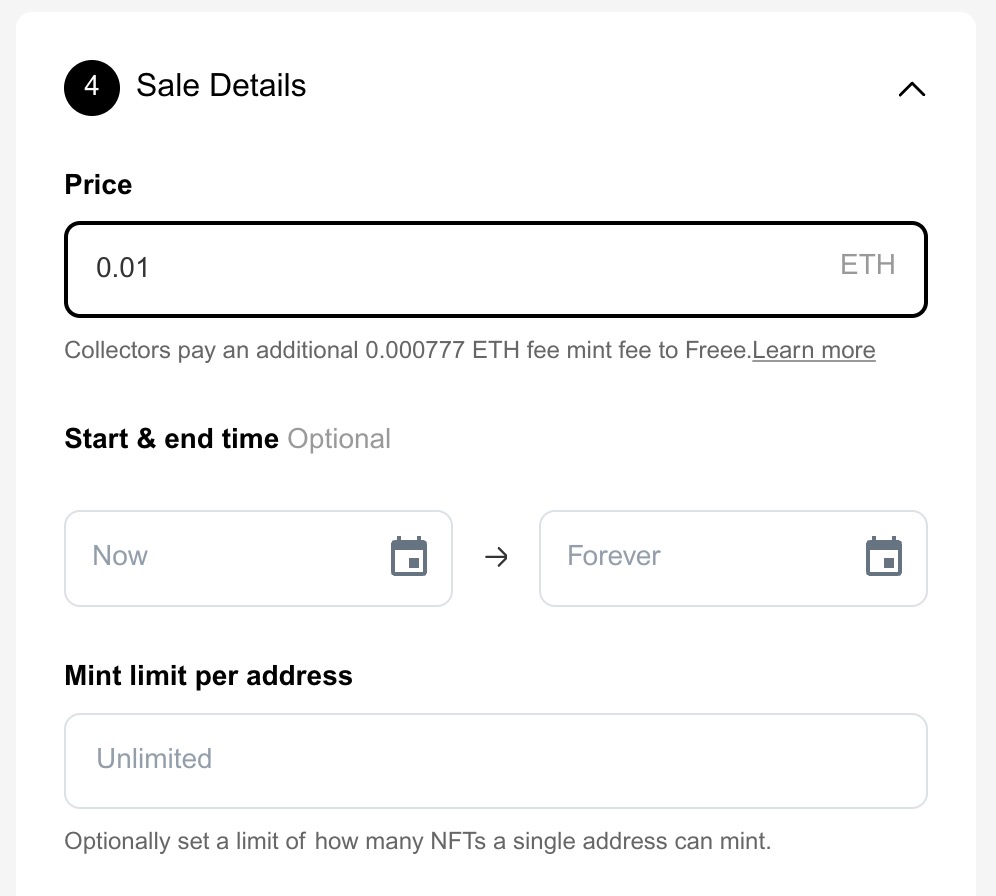 4 Sale Details
Price
0.01 ETH
Collectors pay an additional 0.000777 ETH fee mint fee to Freee.Learn more
Start & end time Optional
Now → Forever
Mint limit per address
Unlimited
Optionally set a limit of how many NFTs a single address can mint.